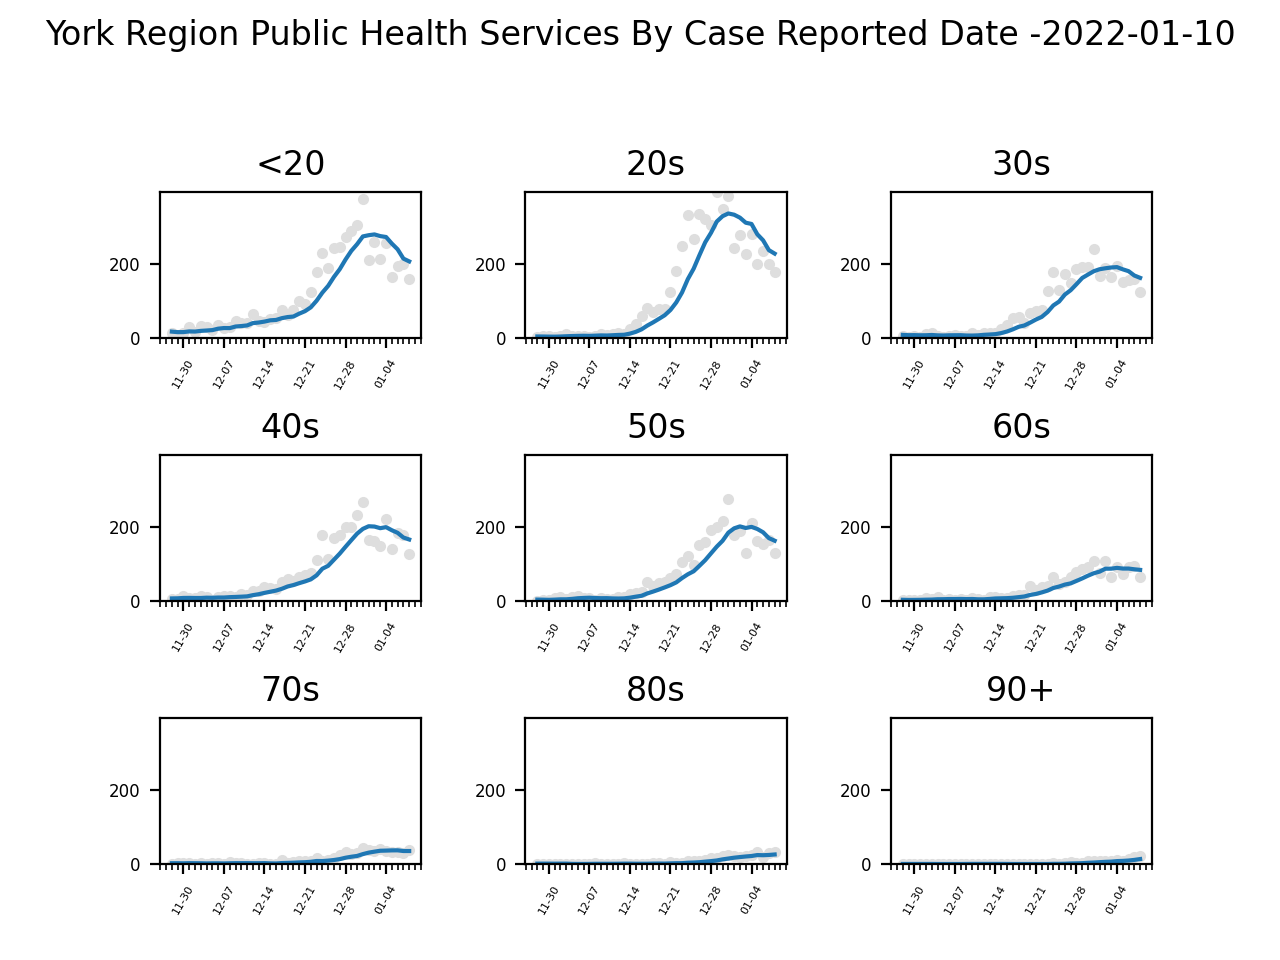 York Region Public Health Services By Case Reported Date -2022-01-10
<20 20s 30s
200 200 200
0 0 0
11-30 12-07 12-14 12-21 12-28 01-04 11-30 12-07 12-14 12-21 12-28 01-04 11-30 12-07 12-14 12-21 12-28 01-04
40s 50s 60s
200 200 200
0 0 0
11-30 12-07 12-14 12-21 12-28 01-04 11-30 12-07 12-14 12-21 12-28 01-04 11-30 12-07 12-14 12-21 12-28 01-04
70s 80s 90+
200 200 200
0 0 0
11-30 12-07 12-14 12-21 12-28 01-04 11-30 12-07 12-14 12-21 12-28 01-04 11-30 12-07 12-14 12-21 12-28 01-04